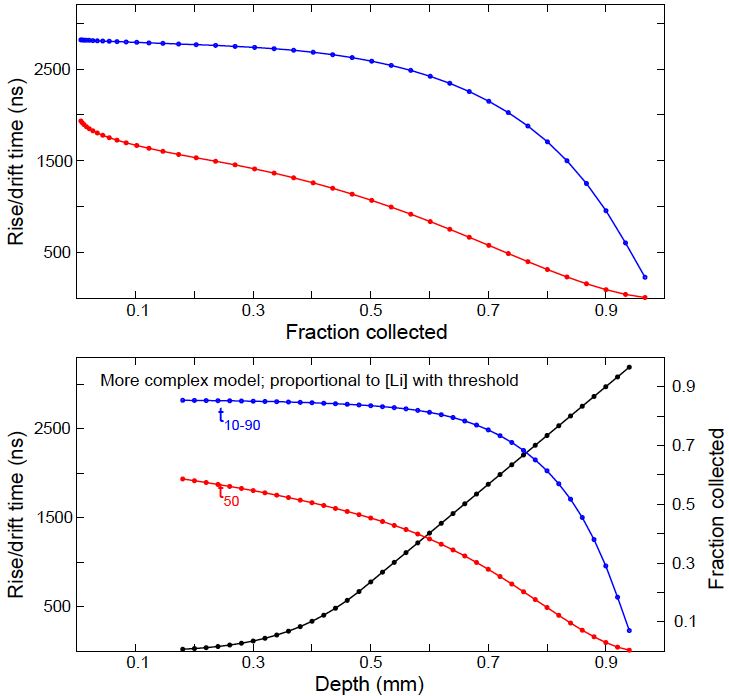 Rise/drift time (ns)
2500
1500
500
0.1 0.3 0.5 0.7 0.9
Fraction collected
More complex model; proportional to [Li] with threshold
t10-90
t50
Rise/drift time (ns)
2500
1500
500
0.9
0.7
0.5
0.3
0.1
Fraction collected
0.1 0.3 0.5 0.7 0.9
Depth (mm)